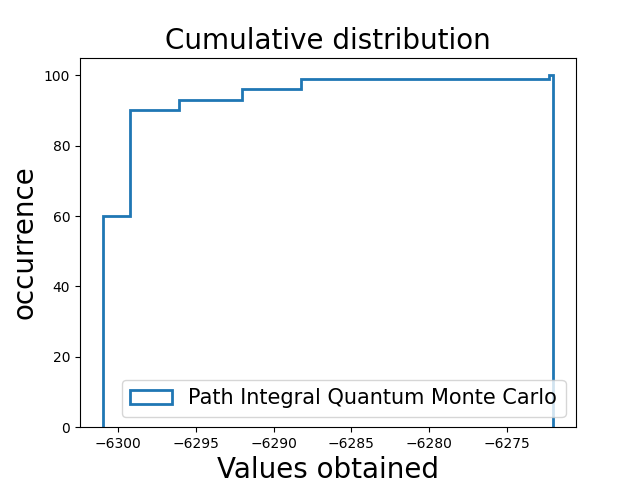 Cumulative distribution
occurrence
100
80
60
40
20
0
Path Integral Quantum Monte Carlo
−6300 −6295 −6290 −6285 −6280 −6275
Values obtained